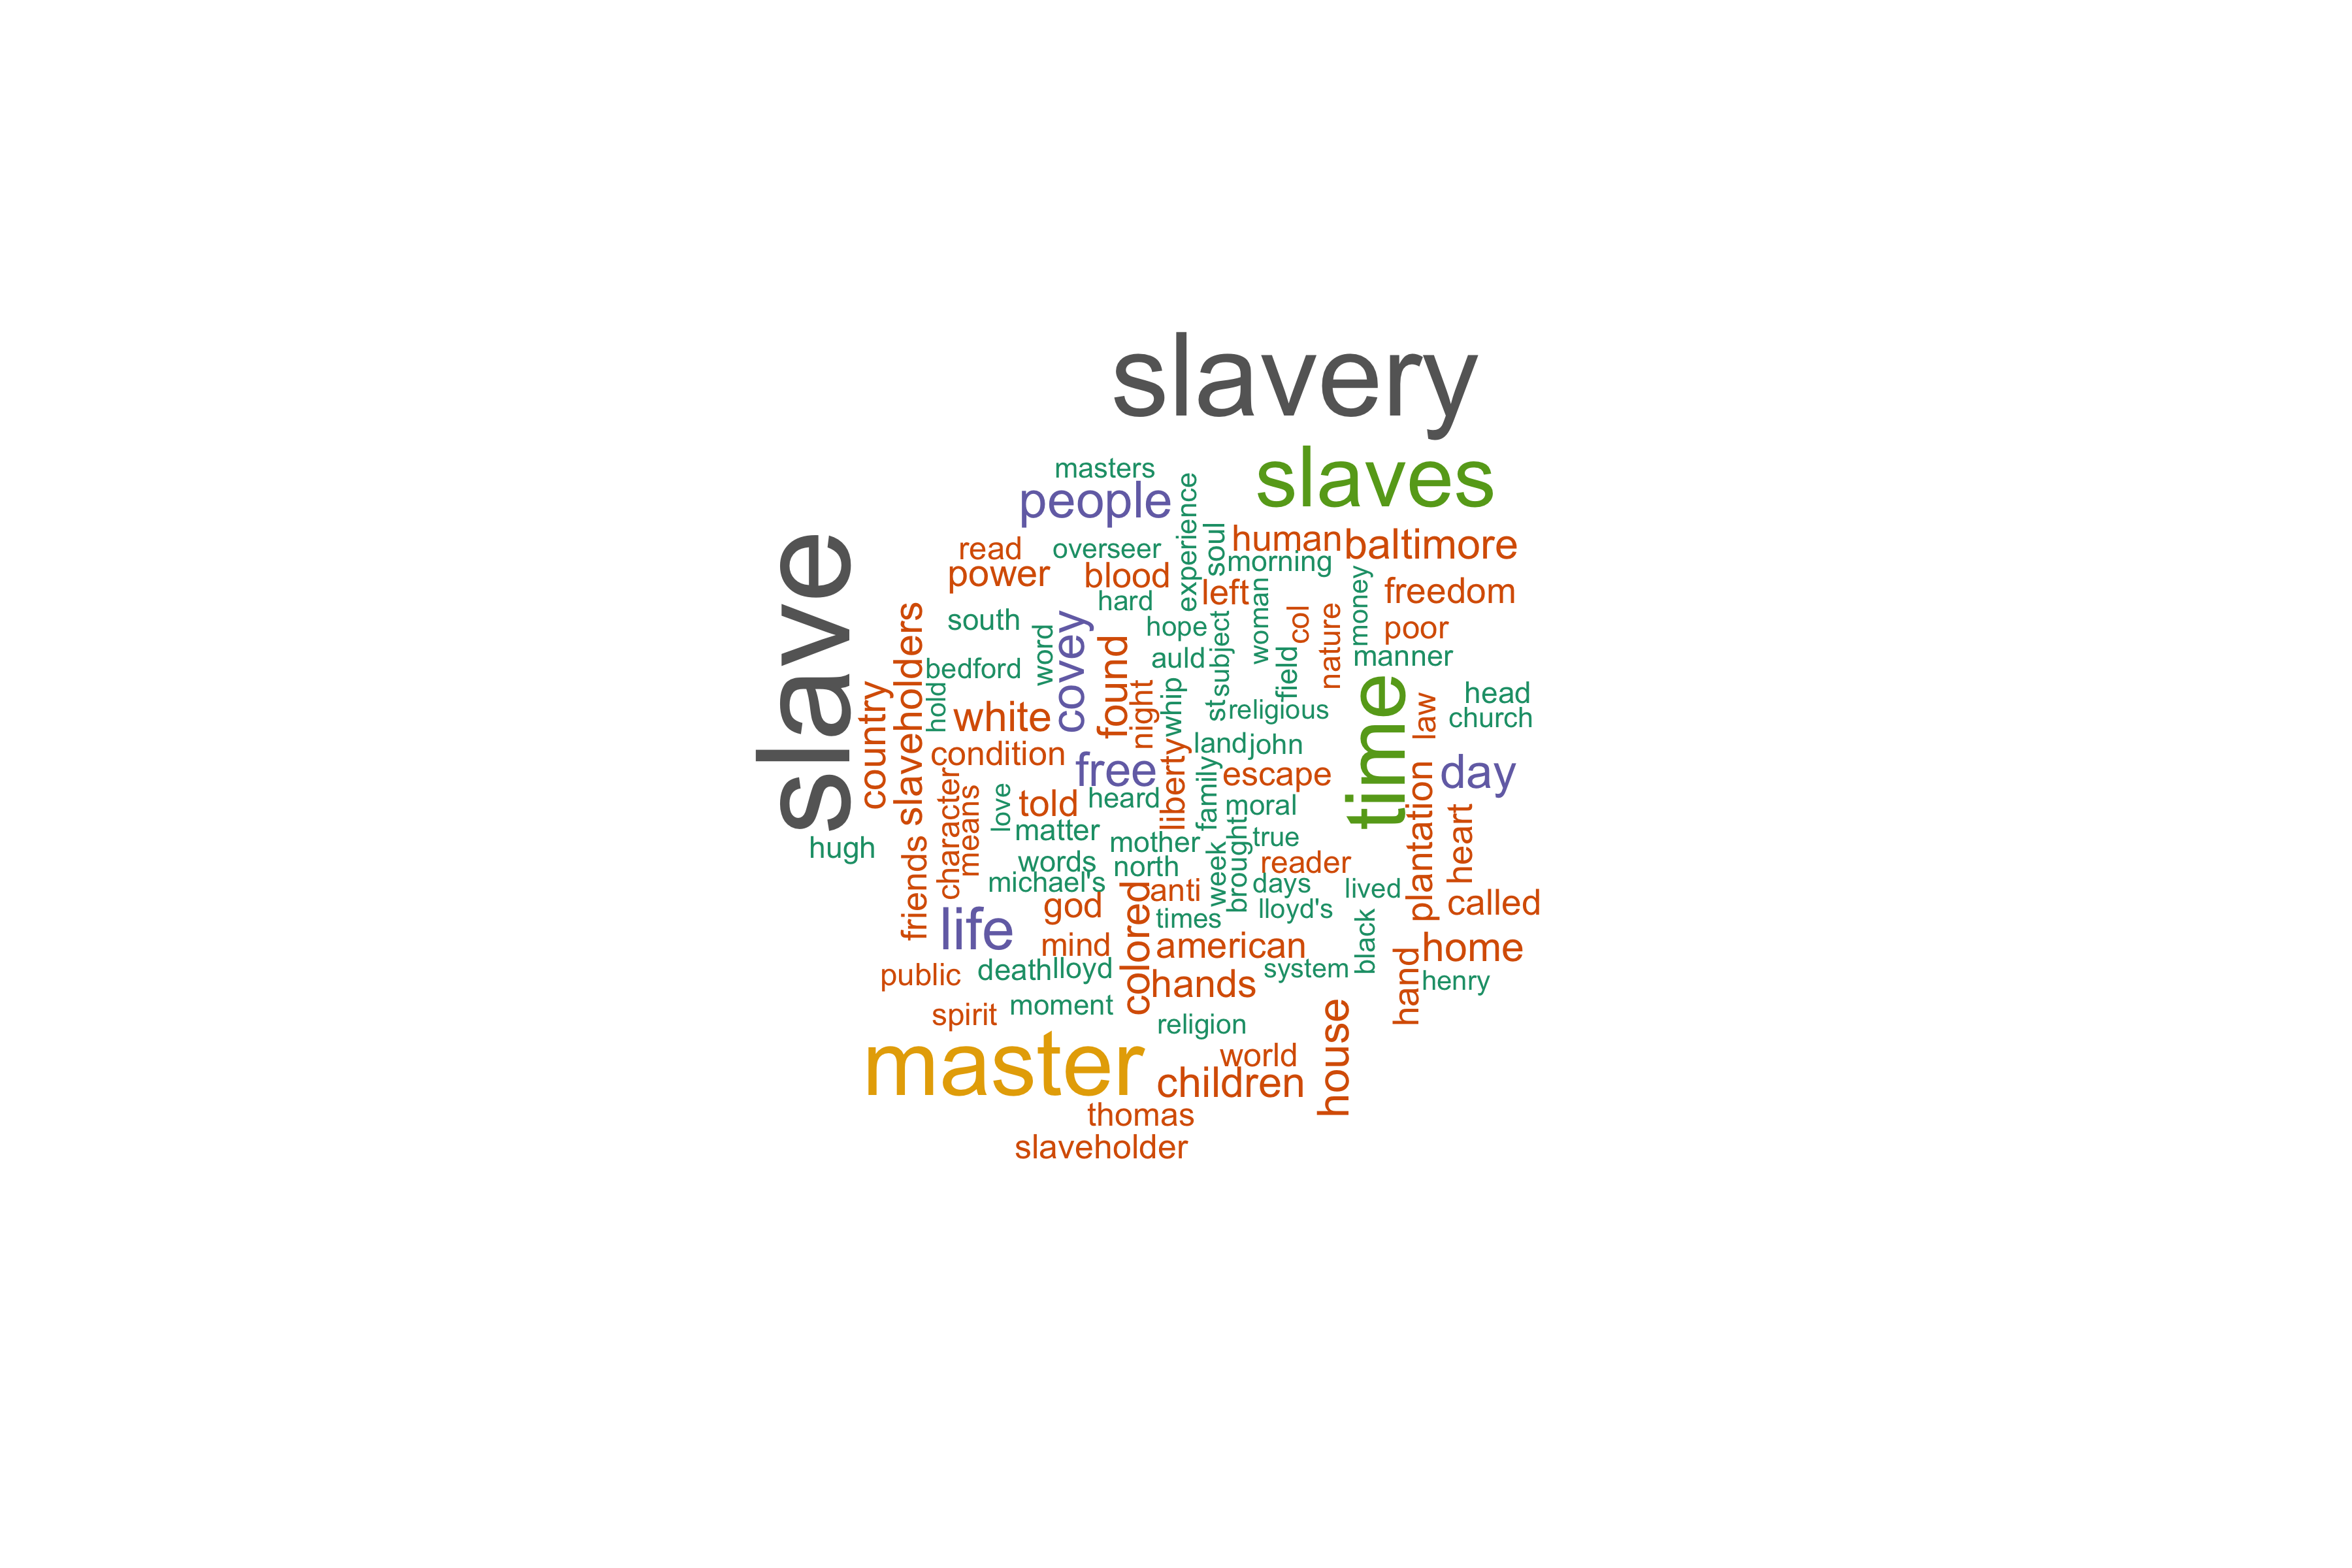 slavery
slaves
masters
people
experience
soul
human
baltimore
read
overseer
morning
power
blood
left
money
freedom
slave
slaveholders
hard
woman
col
nature
south
word
covey
found
hope
subject
poor
bedford
auld
field
manner
hold
night
whip
st
time
head
country
white
religious
law
church
condition
liberty
land
john
free
family
escape
day
character
means
love
told
heard
moral
plantation
heart
matter
hugh
friends
mother
brought
true
words
north
week
reader
michael's
days
lived
god
colored
anti
called
life
times
lloyd's
black
mind
american
home
public
death
lloyd
hands
system
hand
henry
spirit
moment
religion
house
master
world
children
thomas
slaveholder